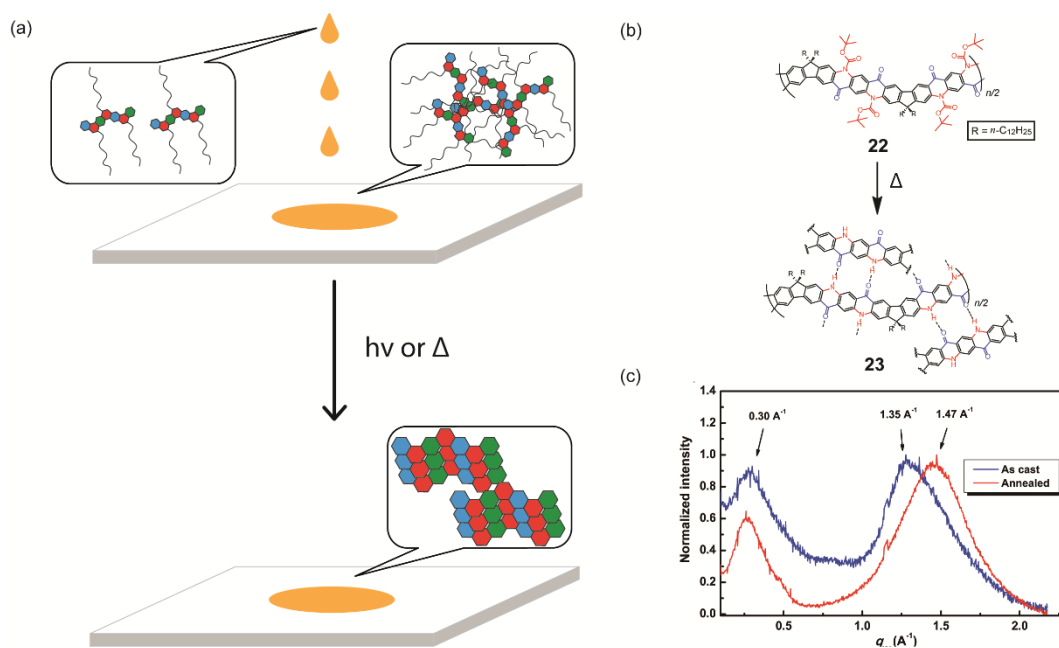 (a)
hν or Δ
(b)
R R
N
O
O
O
O
N
O
O
N
O
O
O
O
N
O
O
R R
n/2
R = n-C12H25
22
Δ
H
N
O
O
N
H
R R
H
N
O
O
N
H
R R
H
N
O
O
N
H
n/2
H
N
O
O
N
H
23
(c)
1.4
1.2
1.0
0.8
0.6
0.4
0.2
0.0
Normalized intensity
0.30 A-1
1.35 A-1
1.47 A-1
As cast
Annealed
0.5
1.0
1.5
2.0
(A-1)